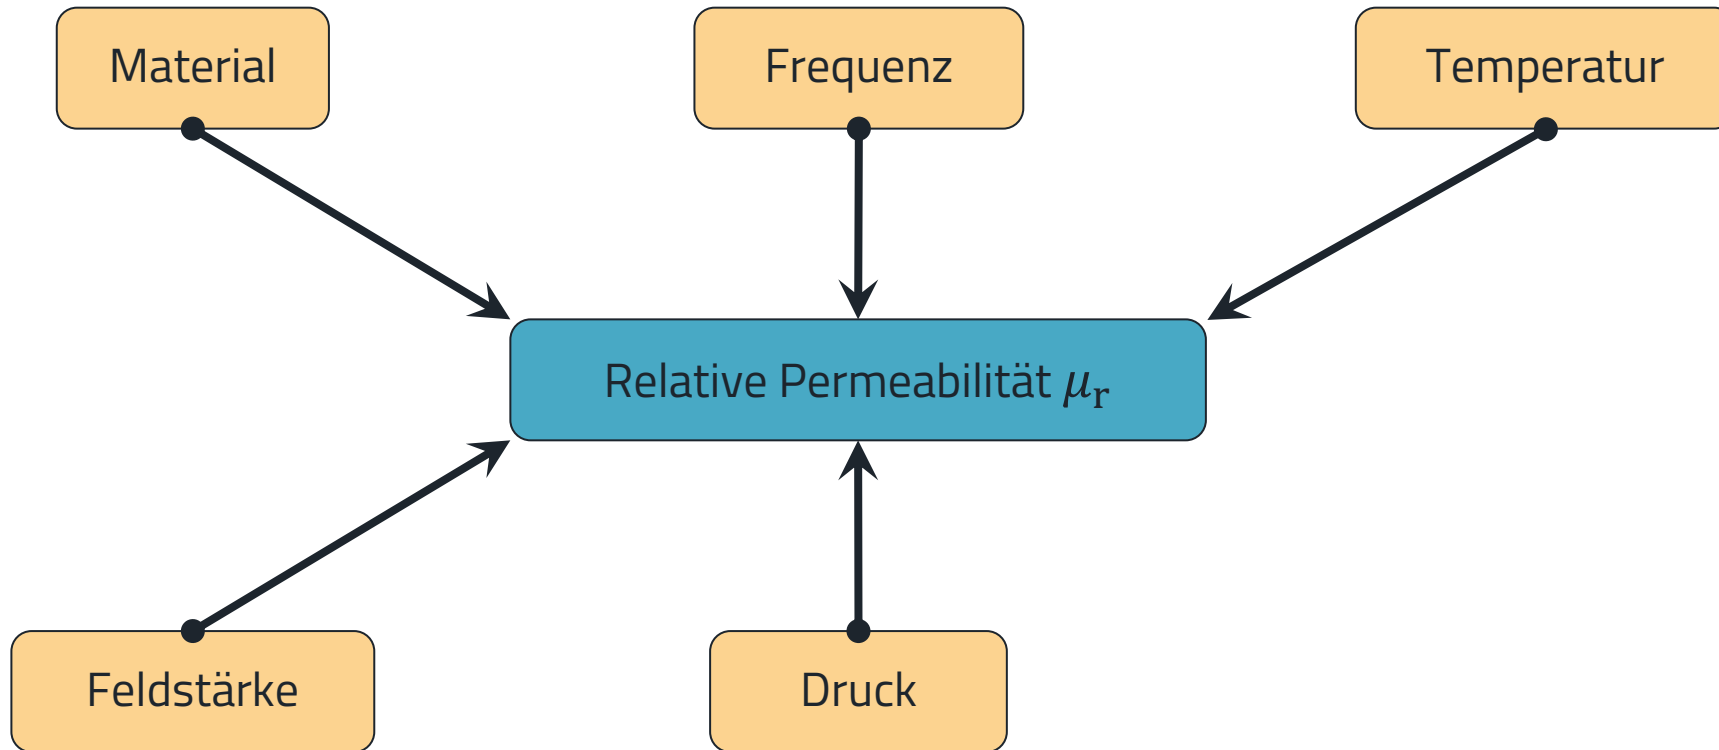 Material
Frequenz
Temperatur
Relative Permeabilität μr
Feldstärke
Druck